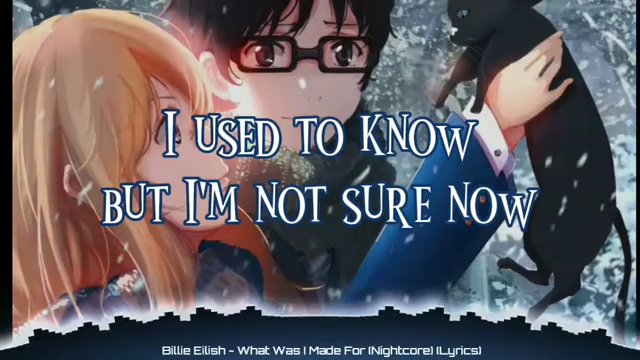 I USED TO KNOW
BUT I'M NOT SURE NOW
Billie Eilish - What Was I Made For (Nightcore) (Lyrics)